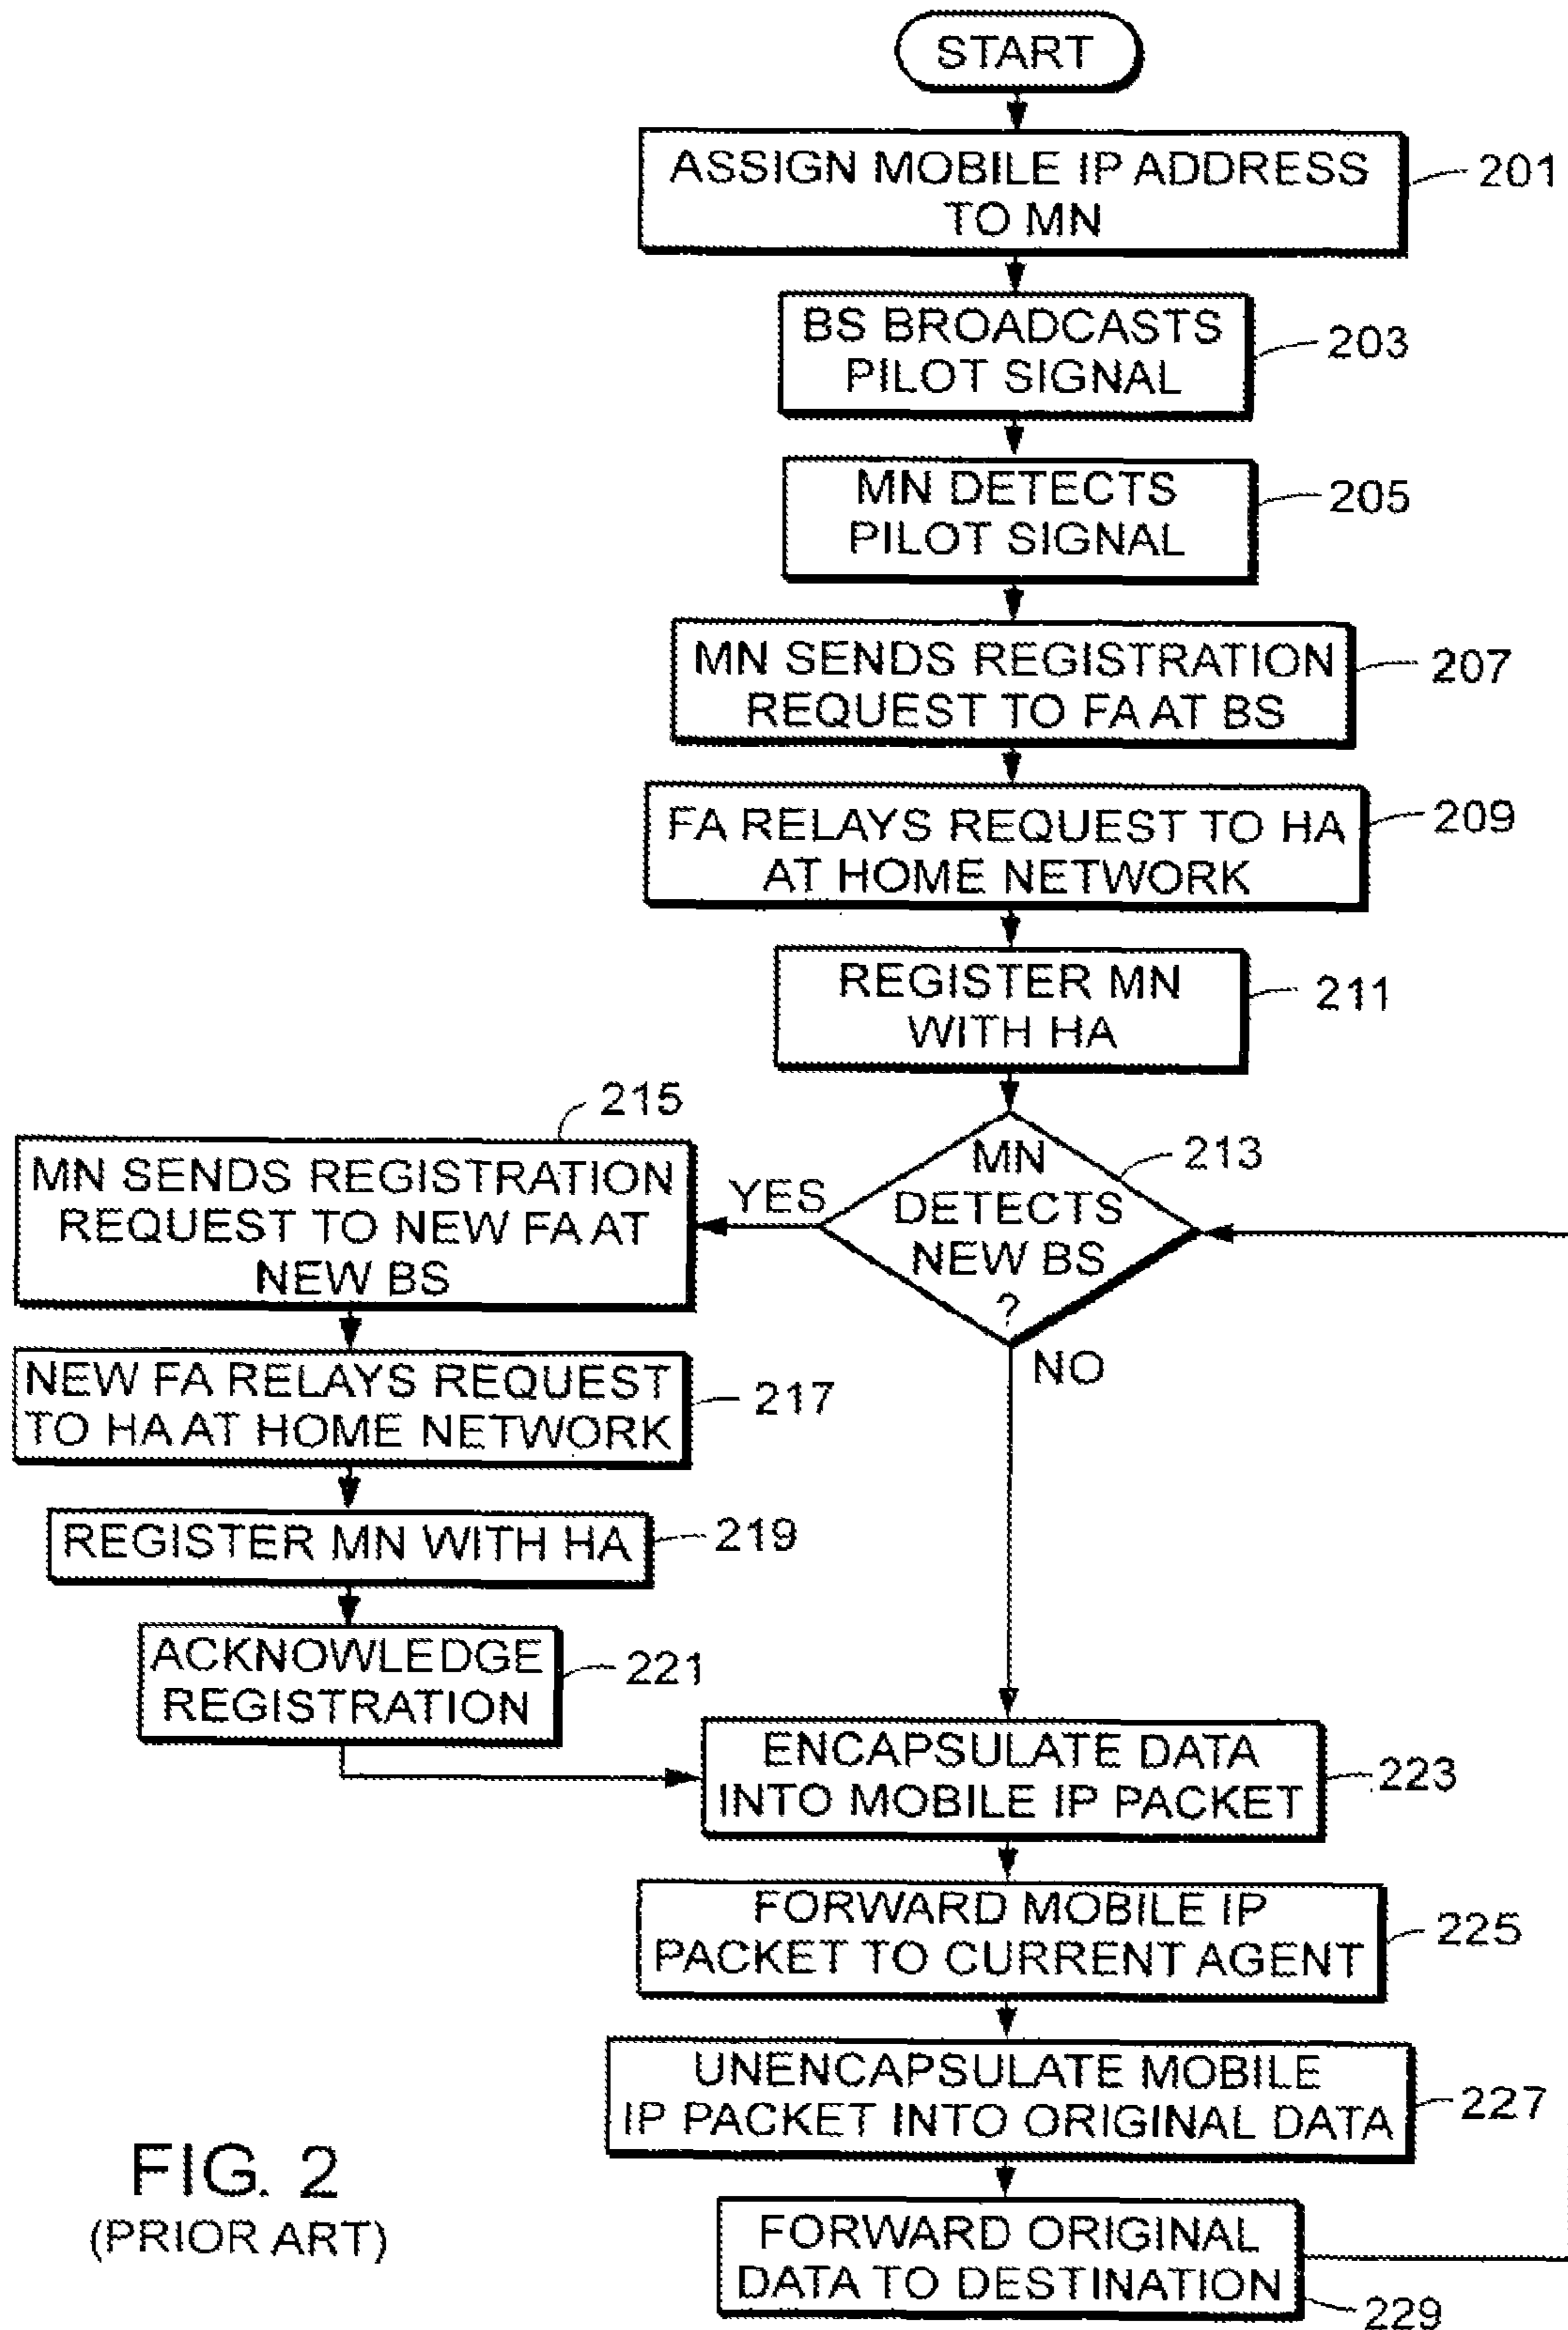 START
ASSIGN MOBILE IP ADDRESS
TO MN
201
BS BROADCASTS
PILOT SIGNAL
203
MN DETECTS
PILOT SIGNAL
205
MN SENDS REGISTRATION
REQUEST TO FA AT BS
207
FA RELAYS REQUEST TO HA
AT HOME NETWORK
209
REGISTER MN
WITH HA
211
MN
DETECTS
NEW BS
?
213
YES
NO
215
MN SENDS REGISTRATION
REQUEST TO NEW FA AT
NEW BS
NEW FA RELAYS REQUEST
TO HA AT HOME NETWORK
217
REGISTER MN WITH HA
219
ACKNOWLEDGE
REGISTRATION
221
ENCAPSULATE DATA
INTO MOBILE IP PACKET
223
FORWARD MOBILE IP
PACKET TO CURRENT AGENT
225
UNENCAPSULATE MOBILE
IP PACKET INTO ORIGINAL DATA
227
FORWARD ORIGINAL
DATA TO DESTINATION
229
FIG. 2
(PRIOR ART)